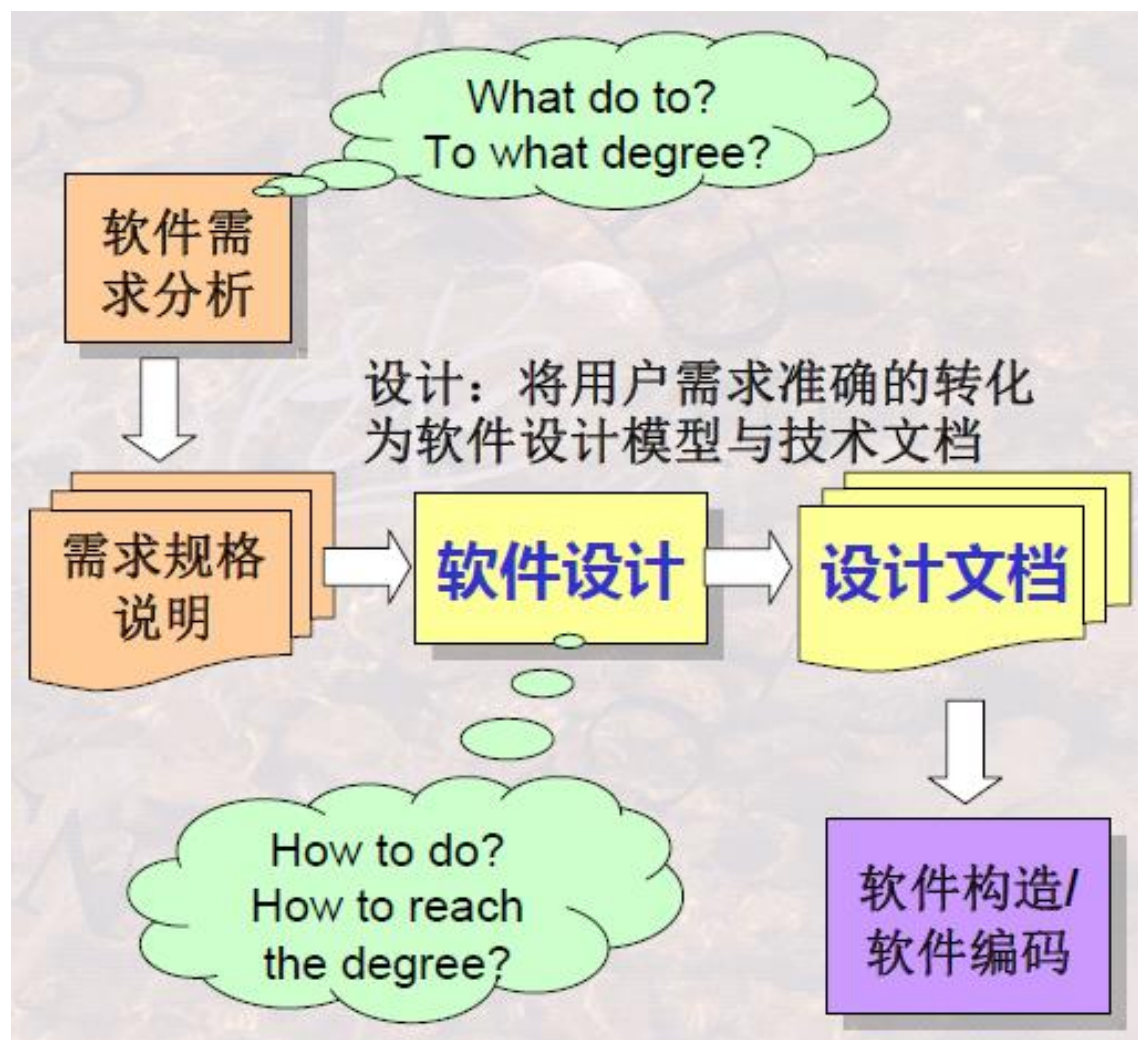 What do to?
To what degree?
软件需
求分析
设计：将用户需求准确的转化
为软件设计模型与技术文档
需求规格
说明
软件设计
设计文档
How to do?
How to reach
the degree?
软件构造/
软件编码